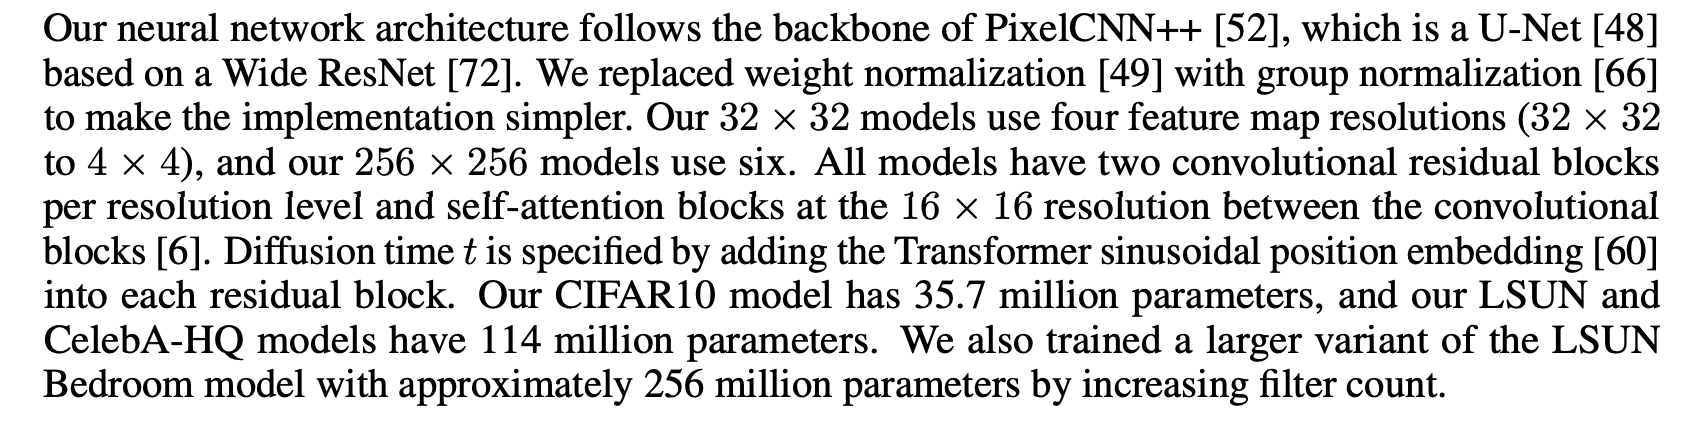 Our neural network architecture follows the backbone of PixelCNN++ [52], which is a U-Net [48]
based on a Wide ResNet [72]. We replaced weight normalization [49] with group normalization [66]
to make the implementation simpler. Our 32 × 32 models use four feature map resolutions (32 × 32
to 4 × 4), and our 256 × 256 models use six. All models have two convolutional residual blocks
per resolution level and self-attention blocks at the 16 × 16 resolution between the convolutional
blocks [6]. Diffusion time t is specified by adding the Transformer sinusoidal position embedding [60]
into each residual block. Our CIFAR10 model has 35.7 million parameters, and our LSUN and
CelebA-HQ models have 114 million parameters. We also trained a larger variant of the LSUN
Bedroom model with approximately 256 million parameters by increasing filter count.